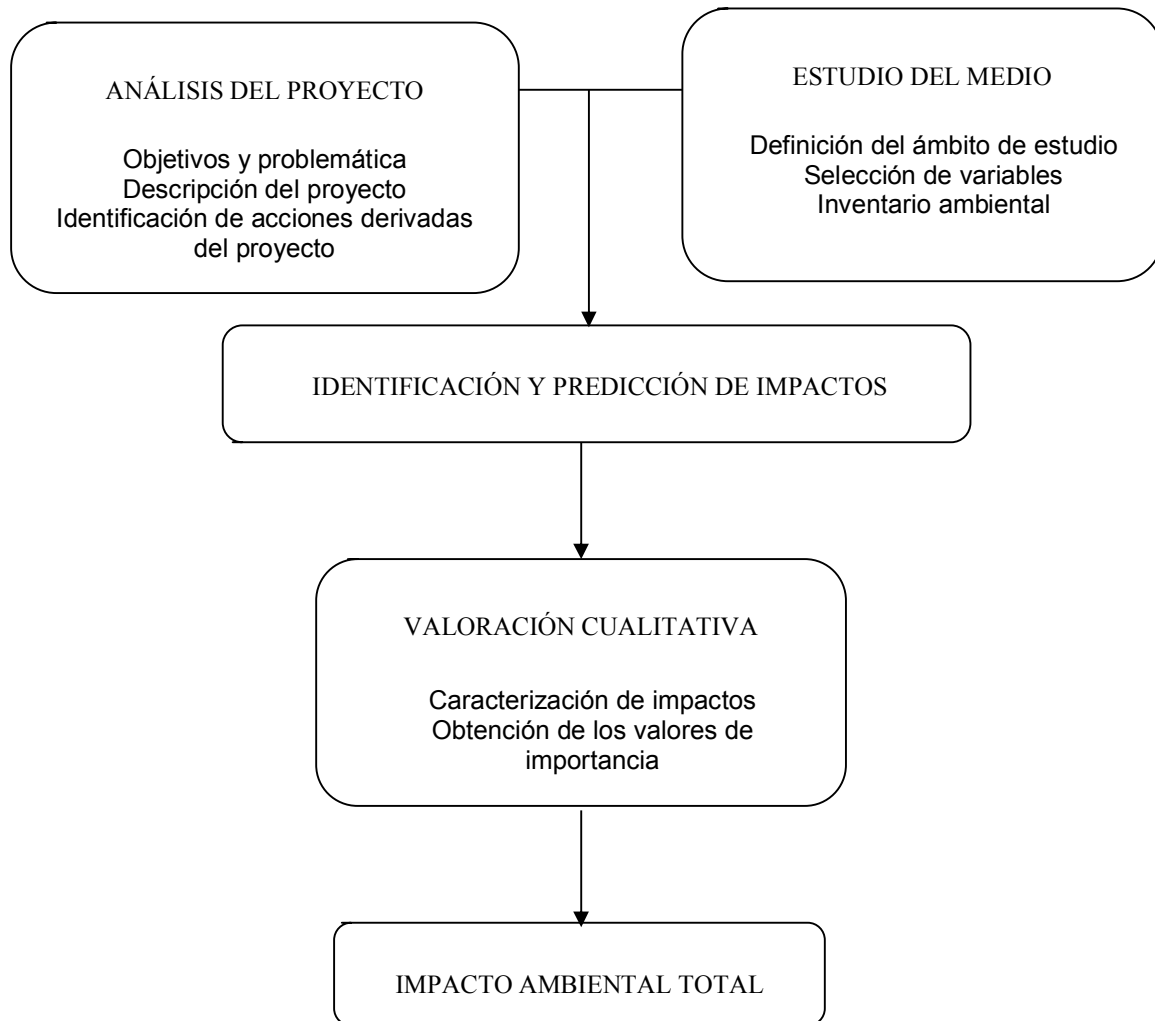 ANÁLISIS DEL PROYECTO
Objetivos y problemática
Descripción del proyecto
Identificación de acciones derivadas
del proyecto
ESTUDIO DEL MEDIO
Definición del ámbito de estudio
Selección de variables
Inventario ambiental
IDENTIFICACIÓN Y PREDICCIÓN DE IMPACTOS
VALORACIÓN CUALITATIVA
Caracterización de impactos
Obtención de los valores de
importancia
IMPACTO AMBIENTAL TOTAL